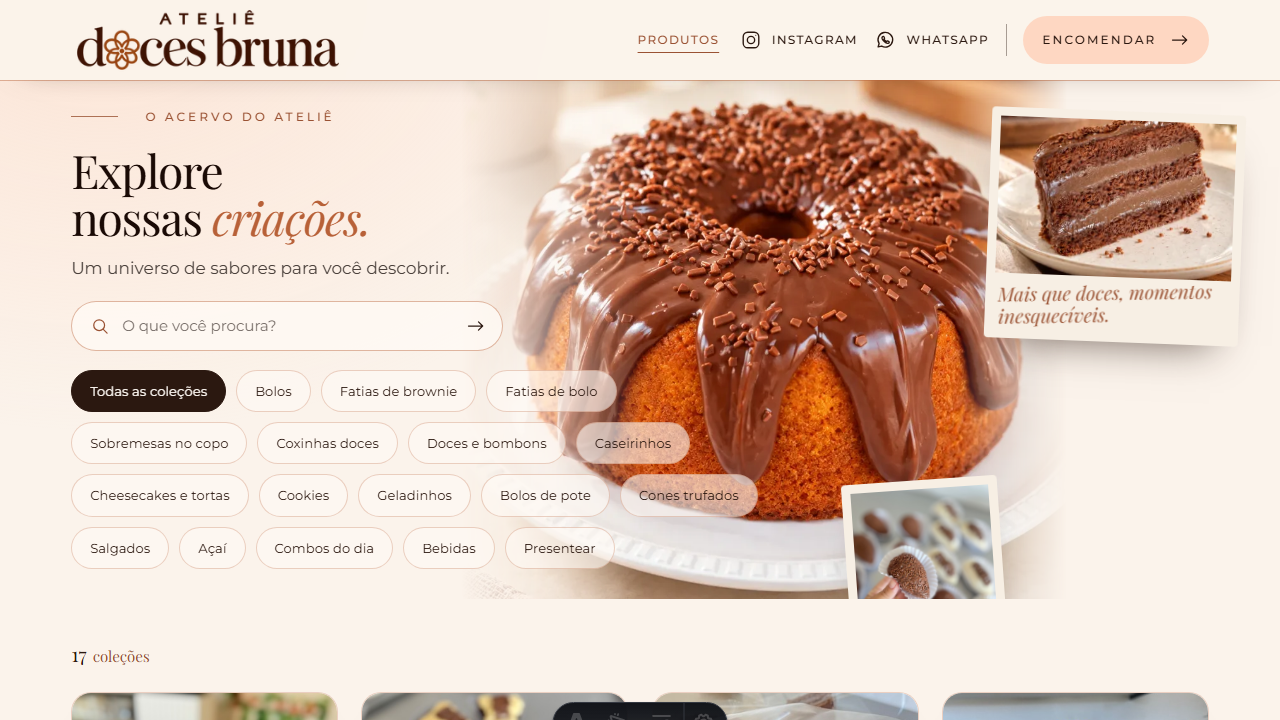 ATELIÊ
doces bruna
PRODUTOS
INSTAGRAM
WHATSAPP
ENCOMENDAR
O ACERVO DO ATELIÊ
Explore
nossas criações.
Um universo de sabores para você descobrir.
O que você procura?
Todas as coleções
Bolos
Fatias de brownie
Fatias de bolo
Sobremesas no copo
Coxinhas doces
Doces e bombons
Caseirinhos
Cheesecakes e tortas
Cookies
Geladinhos
Bolos de pote
Cones trufados
Salgados
Açaí
Combos do dia
Bebidas
Presentear
Mais que doces, momentos
inesquecíveis.
17 coleções